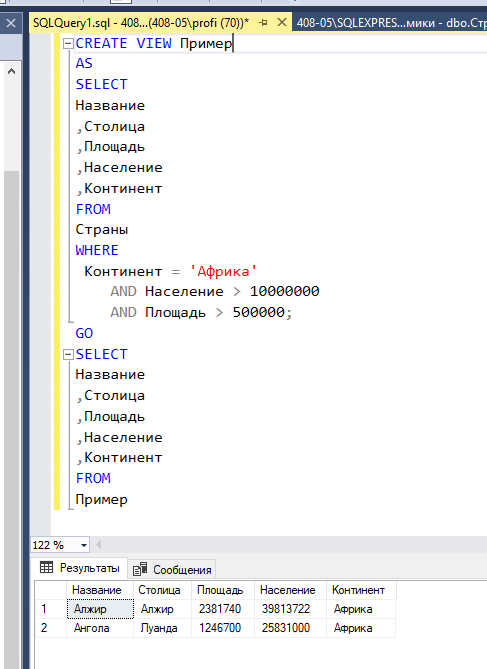 SQLQuery1.sql - 408...(408-05\profi (70))* 408-05\SQLEXPRES...мики - dbo.Стр
CREATE VIEW Пример
AS
SELECT
Название
,Столица
,Площадь
,Население
,Континент
FROM
Страны
WHERE
Континент = 'Африка'
AND Население > 10000000
AND Площадь > 500000;
GO
SELECT
Название
,Столица
,Площадь
,Население
,Континент
FROM
Пример
122 %
Результаты Сообщения
Название Столица Площадь Население Континент
1 Алжир Алжир 2381740 39813722 Африка
2 Ангола Луанда 1246700 25831000 Африка